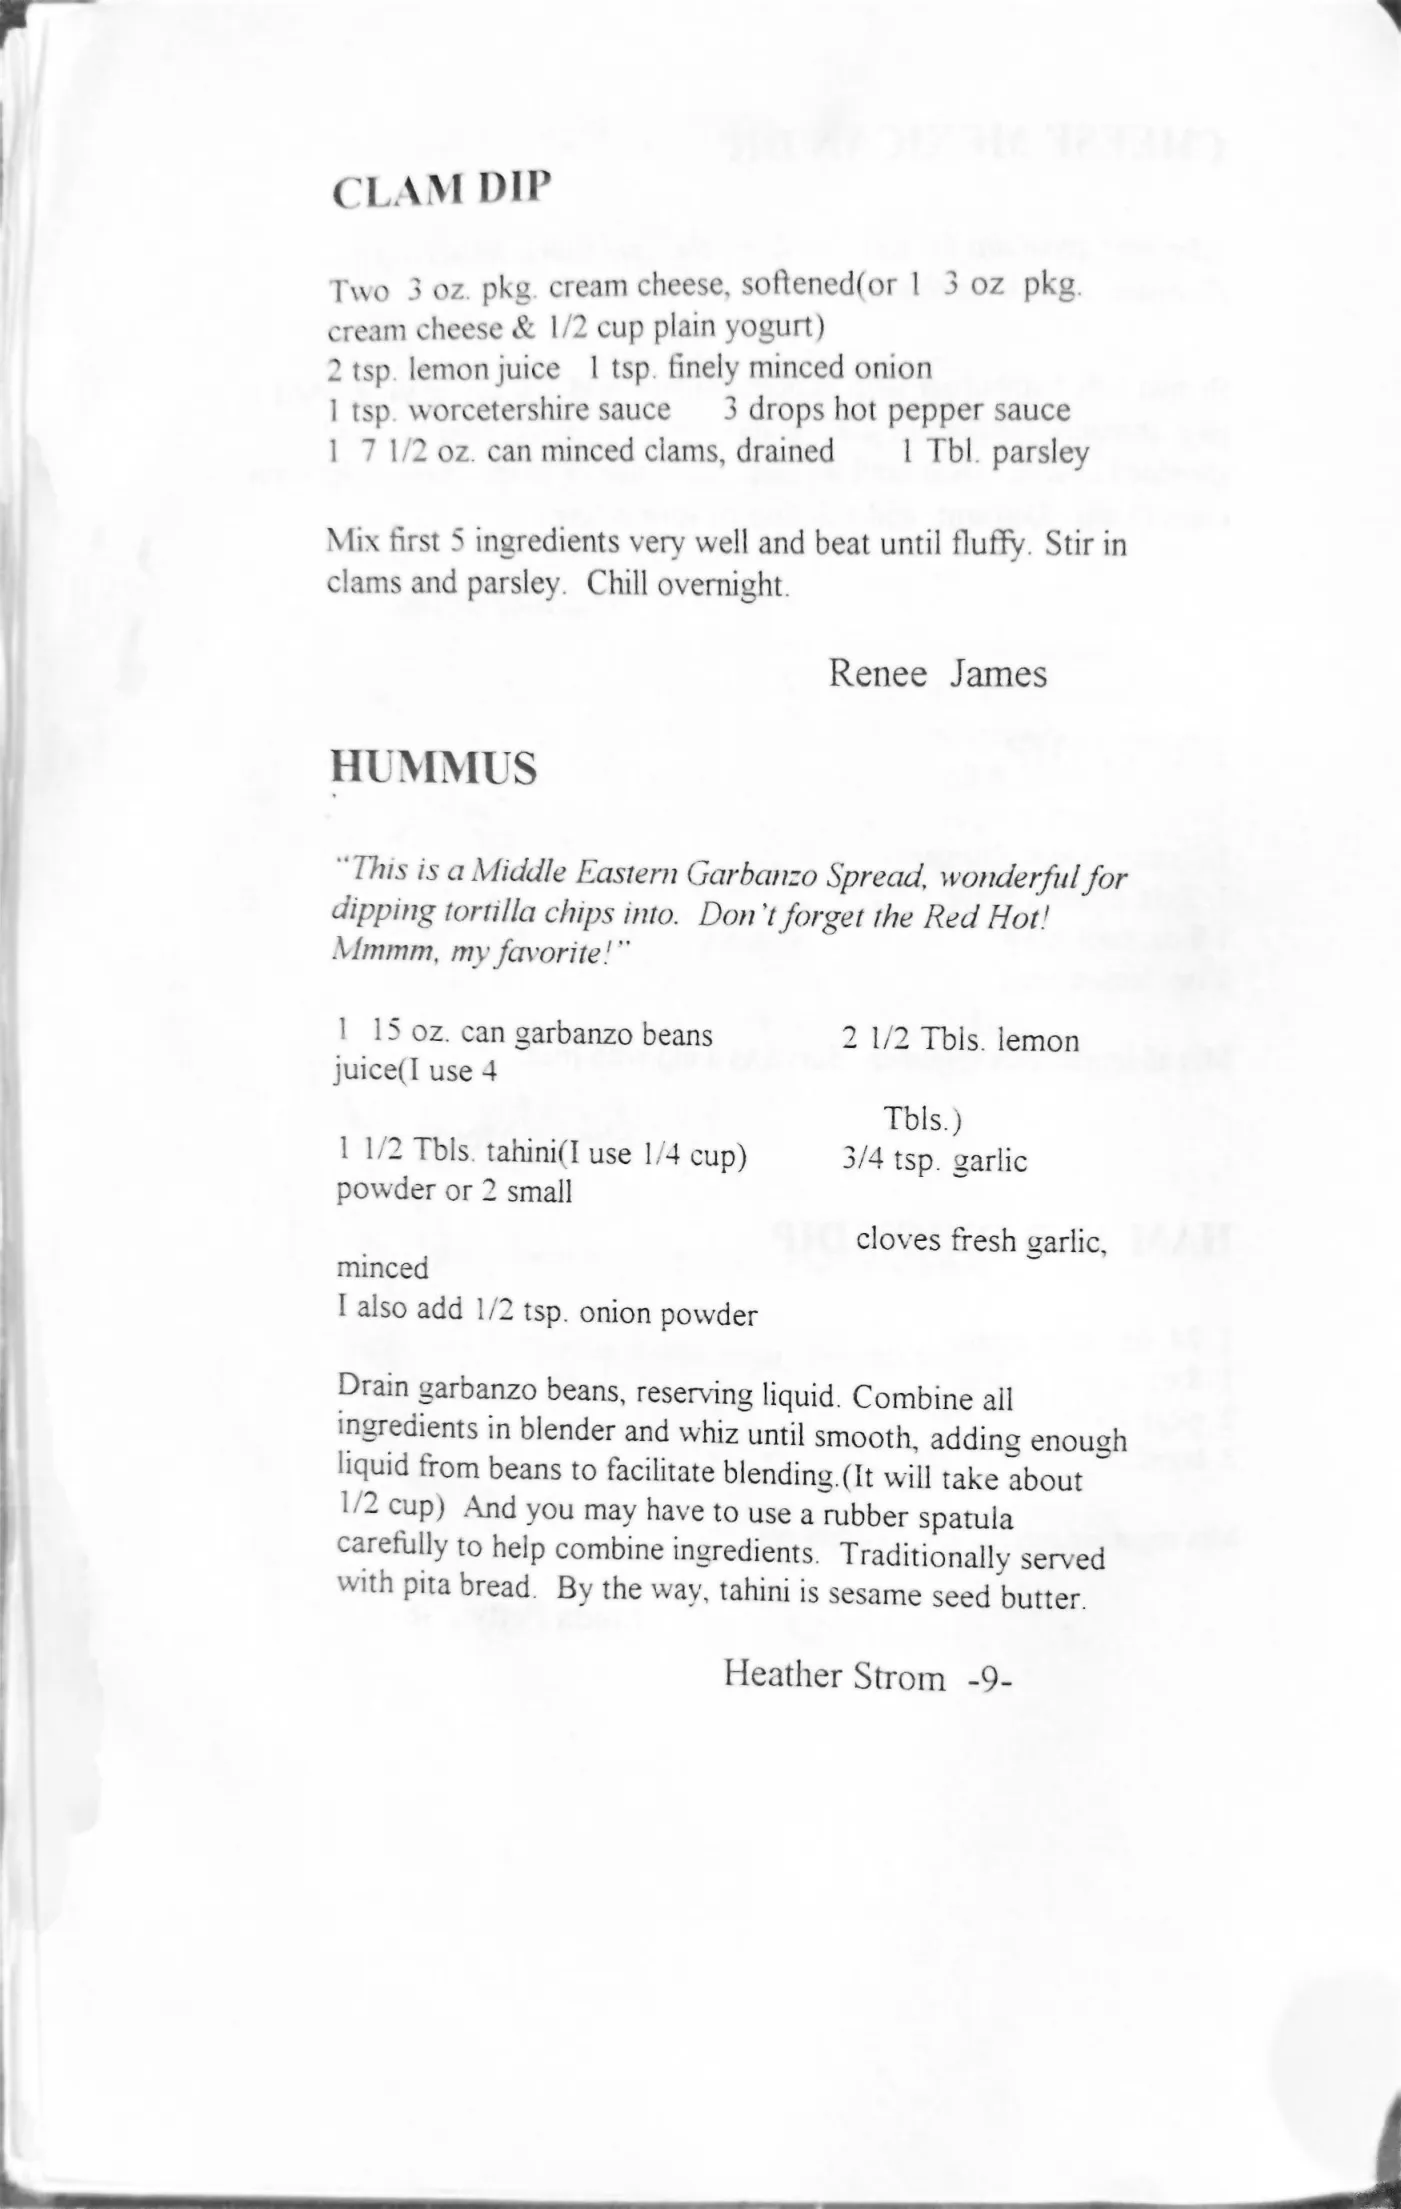 CLAM DIP
Two 3 oz. pkg. cream cheese, softened(or 1 3 oz pkg.
cream cheese & 1/2 cup plain yogurt)
2 tsp. lemon juice 1 tsp. finely minced onion
1 tsp. worcetershire sauce 3 drops hot pepper sauce
1 7 1/2 oz. can minced clams, drained 1 Tbl. parsley
Mix first 5 ingredients very well and beat until fluffy. Stir in
clams and parsley. Chill overnight.
Renee James
HUMMUS
"This is a Middle Eastern Garbanzo Spread, wonderful for
dipping tortilla chips into. Don't forget the Red Hot!
Mmmm, my favorite!"
1 15 oz. can garbanzo beans 2 1/2 Tbls. lemon
juice(I use 4
Tbls.)
1 1/2 Tbls. tahini(I use 1/4 cup) 3/4 tsp. garlic
powder or 2 small
cloves fresh garlic,
minced
I also add 1/2 tsp. onion powder
Drain garbanzo beans, reserving liquid. Combine all
ingredients in blender and whiz until smooth, adding enough
liquid from beans to facilitate blending.(It will take about
1/2 cup) And you may have to use a rubber spatula
carefully to help combine ingredients. Traditionally served
with pita bread. By the way, tahini is sesame seed butter.
Heather Strom -9-